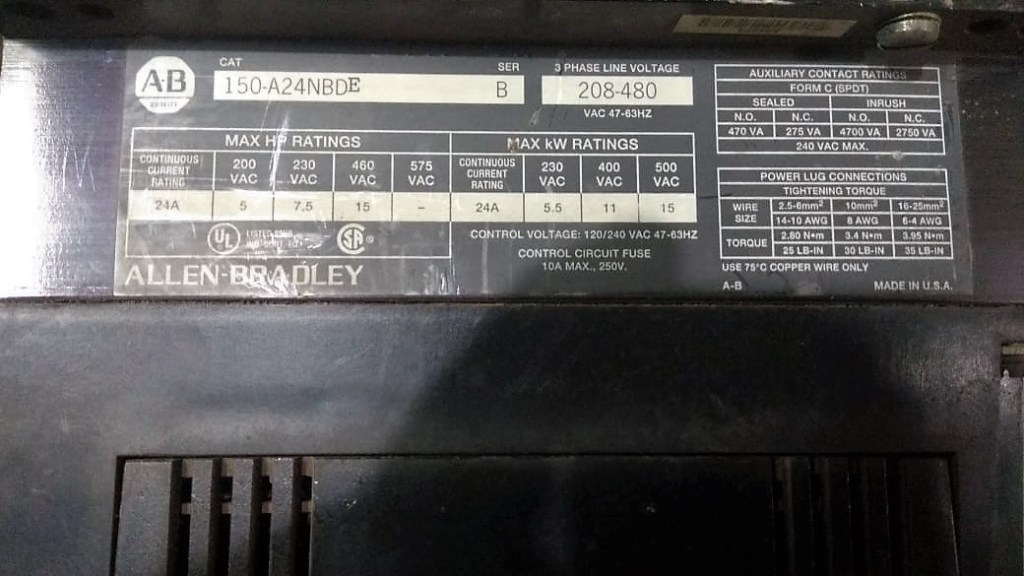 A-B
QUALITY
CAT
SER
150-A24NBDE B
3 PHASE LINE VOLTAGE
208-480
VAC 47-63HZ
MAX HP RATINGS
CONTINUOUS CURRENT RATING 200 VAC 230 VAC 460 VAC 575 VAC
24A 5 7.5 15 -
MAX kW RATINGS
CONTINUOUS CURRENT RATING 230 VAC 400 VAC 500 VAC
24A 5.5 11 15
UL LISTED
SA ®
ALLEN-BRADLEY
CONTROL VOLTAGE: 120/240 VAC 47-63HZ
CONTROL CIRCUIT FUSE
10A MAX., 250V.
AUXILIARY CONTACT RATINGS
FORM C (SPDT)
SEALED INRUSH
N.O. N.C. N.O. N.C.
470 VA 275 VA 4700 VA 2750 VA
240 VAC MAX.
POWER LUG CONNECTIONS
TIGHTENING TORQUE
WIRE SIZE 2.5-6mm² 10mm² 16-25mm²
14-10 AWG 8 AWG 6-4 AWG
TORQUE 2.80 N•m 3.4 N•m 3.95 N•m
25 LB-IN 30 LB-IN 35 LB-IN
USE 75°C COPPER WIRE ONLY
A-B MADE IN U.S.A.